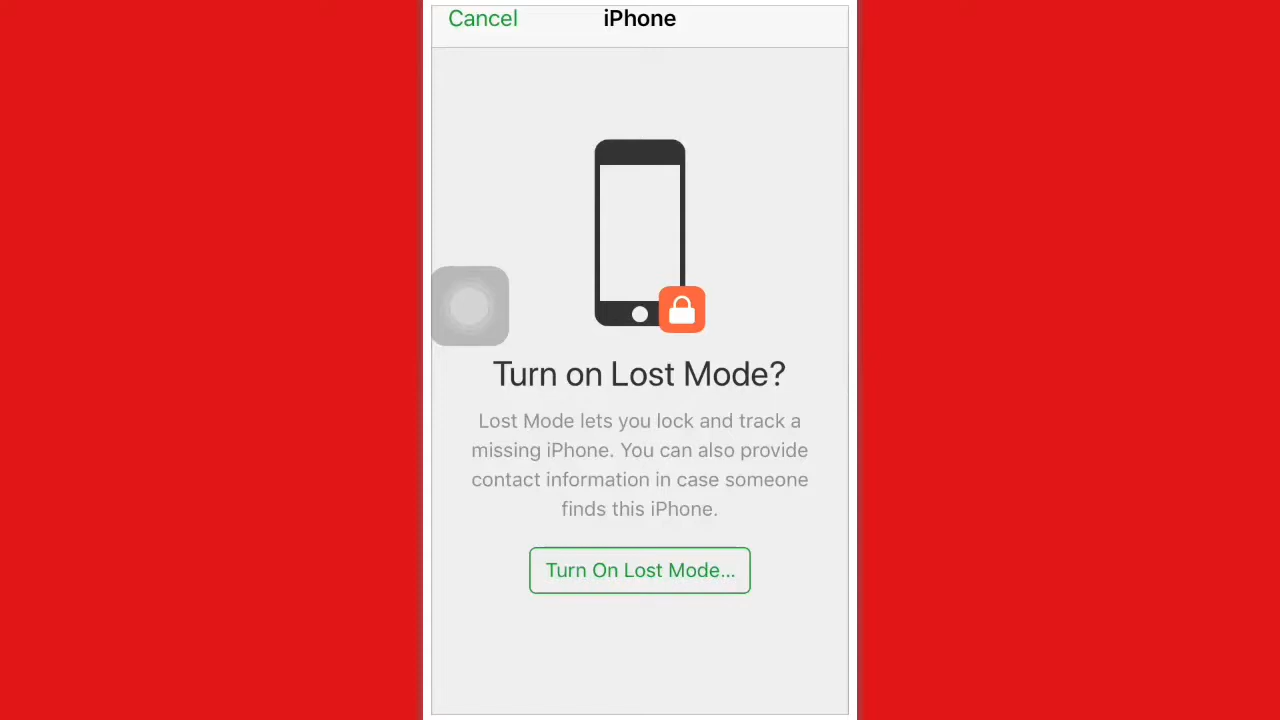 Cancel iPhone
Turn on Lost Mode?
Lost Mode lets you lock and track a
missing iPhone. You can also provide
contact information in case someone
finds this iPhone.
Turn On Lost Mode...